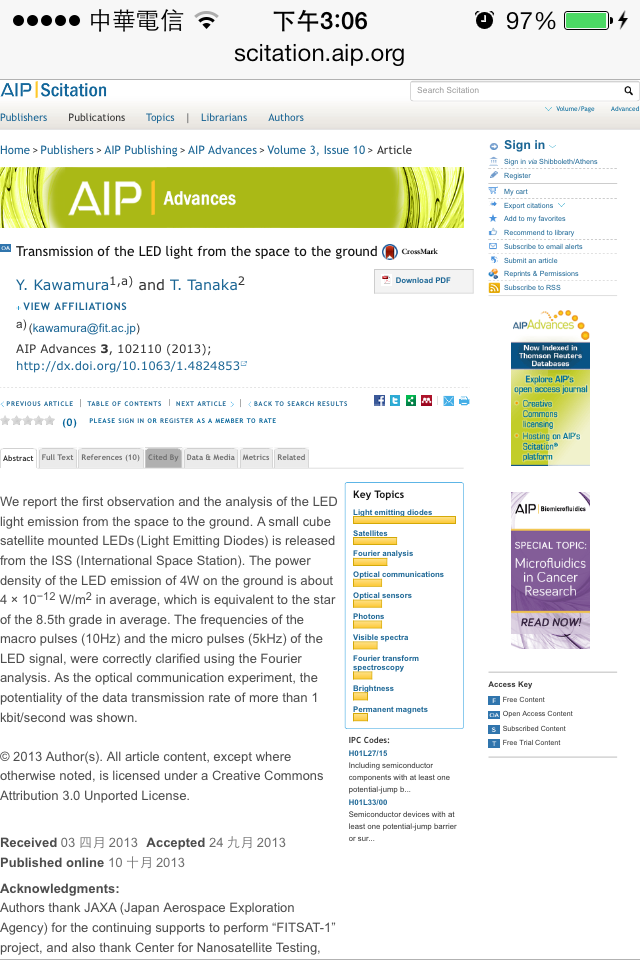 中華電信 下午3:06 97%
scitation.aip.org
AIP | Scitation
Search Scitation
Publishers Publications Topics | Librarians Authors
Volume/Page Advanced
Home > Publishers > AIP Publishing > AIP Advances > Volume 3, Issue 10 > Article
AIP | Advances
OA Transmission of the LED light from the space to the ground CrossMark
Y. Kawamura1,a) and T. Tanaka2
Download PDF
VIEW AFFILIATIONS
a)(kawamura@fit.ac.jp)
AIP Advances 3, 102110 (2013);
http://dx.doi.org/10.1063/1.4824853
PREVIOUS ARTICLE | TABLE OF CONTENTS | NEXT ARTICLE | BACK TO SEARCH RESULTS
(0) PLEASE SIGN IN OR REGISTER AS A MEMBER TO RATE
Abstract Full Text References (10) Cited By Data & Media Metrics Related
We report the first observation and the analysis of the LED
light emission from the space to the ground. A small cube
satellite mounted LEDs (Light Emitting Diodes) is released
from the ISS (International Space Station). The power
density of the LED emission of 4W on the ground is about
4 × 10−12 W/m2 in average, which is equivalent to the star
of the 8.5th grade in average. The frequencies of the
macro pulses (10Hz) and the micro pulses (5kHz) of the
LED signal, were correctly clarified using the Fourier
analysis. As the optical communication experiment, the
potentiality of the data transmission rate of more than 1
kbit/second was shown.
© 2013 Author(s). All article content, except where
otherwise noted, is licensed under a Creative Commons
Attribution 3.0 Unported License.
Received 03 四月 2013 Accepted 24 九月 2013
Published online 10 十月 2013
Acknowledgments:
Authors thank JAXA (Japan Aerospace Exploration
Agency) for the continuing supports to perform “FITSAT-1”
project, and also thank Center for Nanosatellite Testing,
Key Topics
Light emitting diodes
Satellites
Fourier analysis
Optical communications
Optical sensors
Photons
Visible spectra
Fourier transform
spectroscopy
Brightness
Permanent magnets
IPC Codes:
H01L27/15
Including semiconductor
components with at least one
potential-jump b...
H01L33/00
Semiconductor devices with at
least one potential-jump barrier
or sur...
Sign in
Sign in via Shibboleth/Athens
Register
My cart
Export citations
Add to my favorites
Recommend to library
Subscribe to email alerts
Submit an article
Reprints & Permissions
Subscribe to RSS
AIPAdvances
Now Indexed in
Thomson Reuters
Databases
Explore AIP's
open access journal
• Creative
Commons
licensing
• Hosting on AIP's
Scitation®
platform
AIP | Biomicrofluidics
SPECIAL TOPIC:
Microfluidics
in Cancer
Research
READ NOW!
Access Key
F Free Content
OA Open Access Content
S Subscribed Content
T Free Trial Content